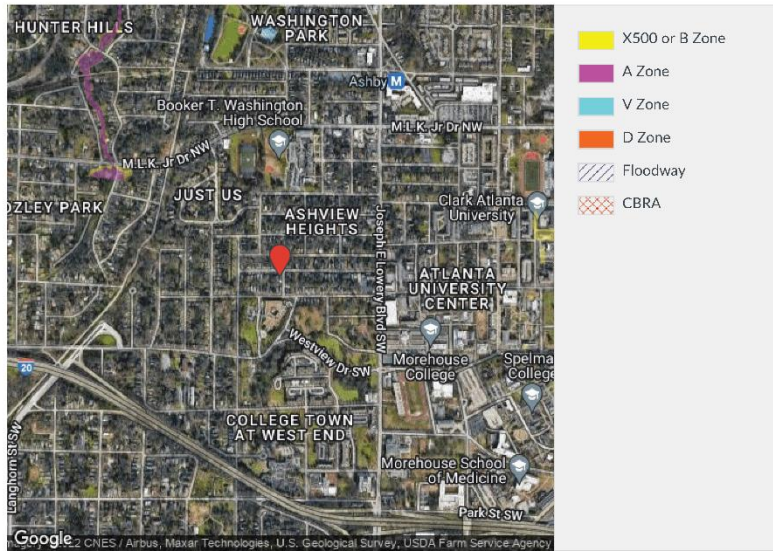 HUNTER HILLS
WASHINGTON
PARK
Ashby M
Booker T. Washington
High School
M.L.K. Jr Dr NW
M.L.K. Jr Dr NW
JUST US
OZLEY PARK
ASHVIEW
HEIGHTS
Clark Atlanta
University
Joseph E Lowery Blvd SW
ATLANTA
UNIVERSITY
CENTER
Westview Dr SW
Morehouse
College
Spelma
College
20
COLLEGE TOWN
AT WEST END
Langhorn St SW
Morehouse School
of Medicine
Park St SW
Google
22 CNES / Airbus, Maxar Technologies, U.S. Geological Survey, USDA Farm Service Agency
X500 or B Zone
A Zone
V Zone
D Zone
Floodway
CBRA